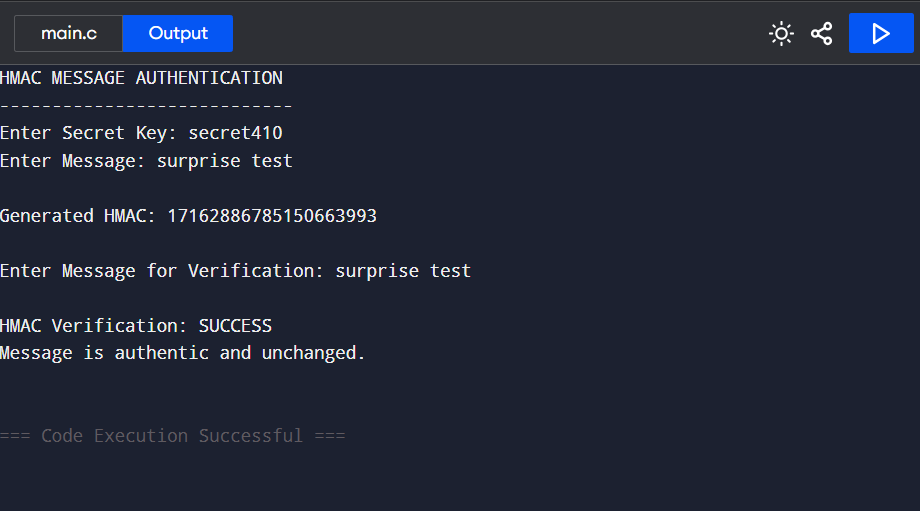 main.c Output
HMAC MESSAGE AUTHENTICATION
----------------------------
Enter Secret Key: secret410
Enter Message: surprise test
Generated HMAC: 17162886785150663993
Enter Message for Verification: surprise test
HMAC Verification: SUCCESS
Message is authentic and unchanged.
=== Code Execution Successful ===